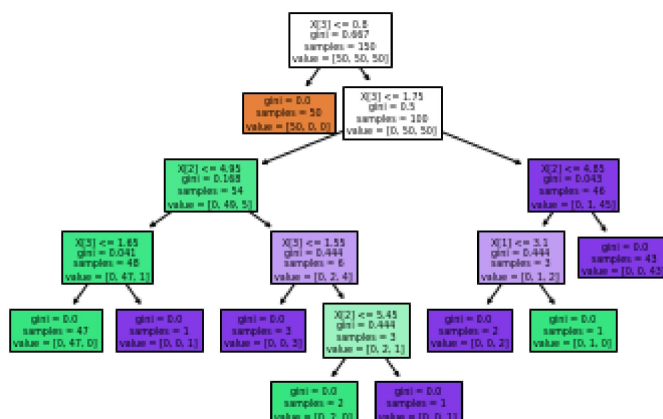 X[3] <= 0.8
gini = 0.667
samples = 150
value = [50, 50, 50]
gini = 0.0
samples = 50
value = [50, 0, 0]
X[3] <= 1.75
gini = 0.5
samples = 100
value = [0, 50, 50]
X[2] <= 4.95
gini = 0.168
samples = 54
value = [0, 49, 5]
X[2] <= 4.85
gini = 0.043
samples = 46
value = [0, 1, 45]
X[3] <= 1.65
gini = 0.041
samples = 48
value = [0, 47, 1]
X[3] <= 1.55
gini = 0.444
samples = 6
value = [0, 2, 4]
X[1] <= 3.1
gini = 0.444
samples = 3
value = [0, 1, 2]
gini = 0.0
samples = 43
value = [0, 0, 43]
gini = 0.0
samples = 47
value = [0, 47, 0]
gini = 0.0
samples = 1
value = [0, 0, 1]
gini = 0.0
samples = 3
value = [0, 0, 3]
X[2] <= 5.45
gini = 0.444
samples = 3
value = [0, 2, 1]
gini = 0.0
samples = 2
value = [0, 0, 2]
gini = 0.0
samples = 1
value = [0, 1, 0]
gini = 0.0
samples = 2
value = [0, 2, 0]
gini = 0.0
samples = 1
value = [0, 0, 1]